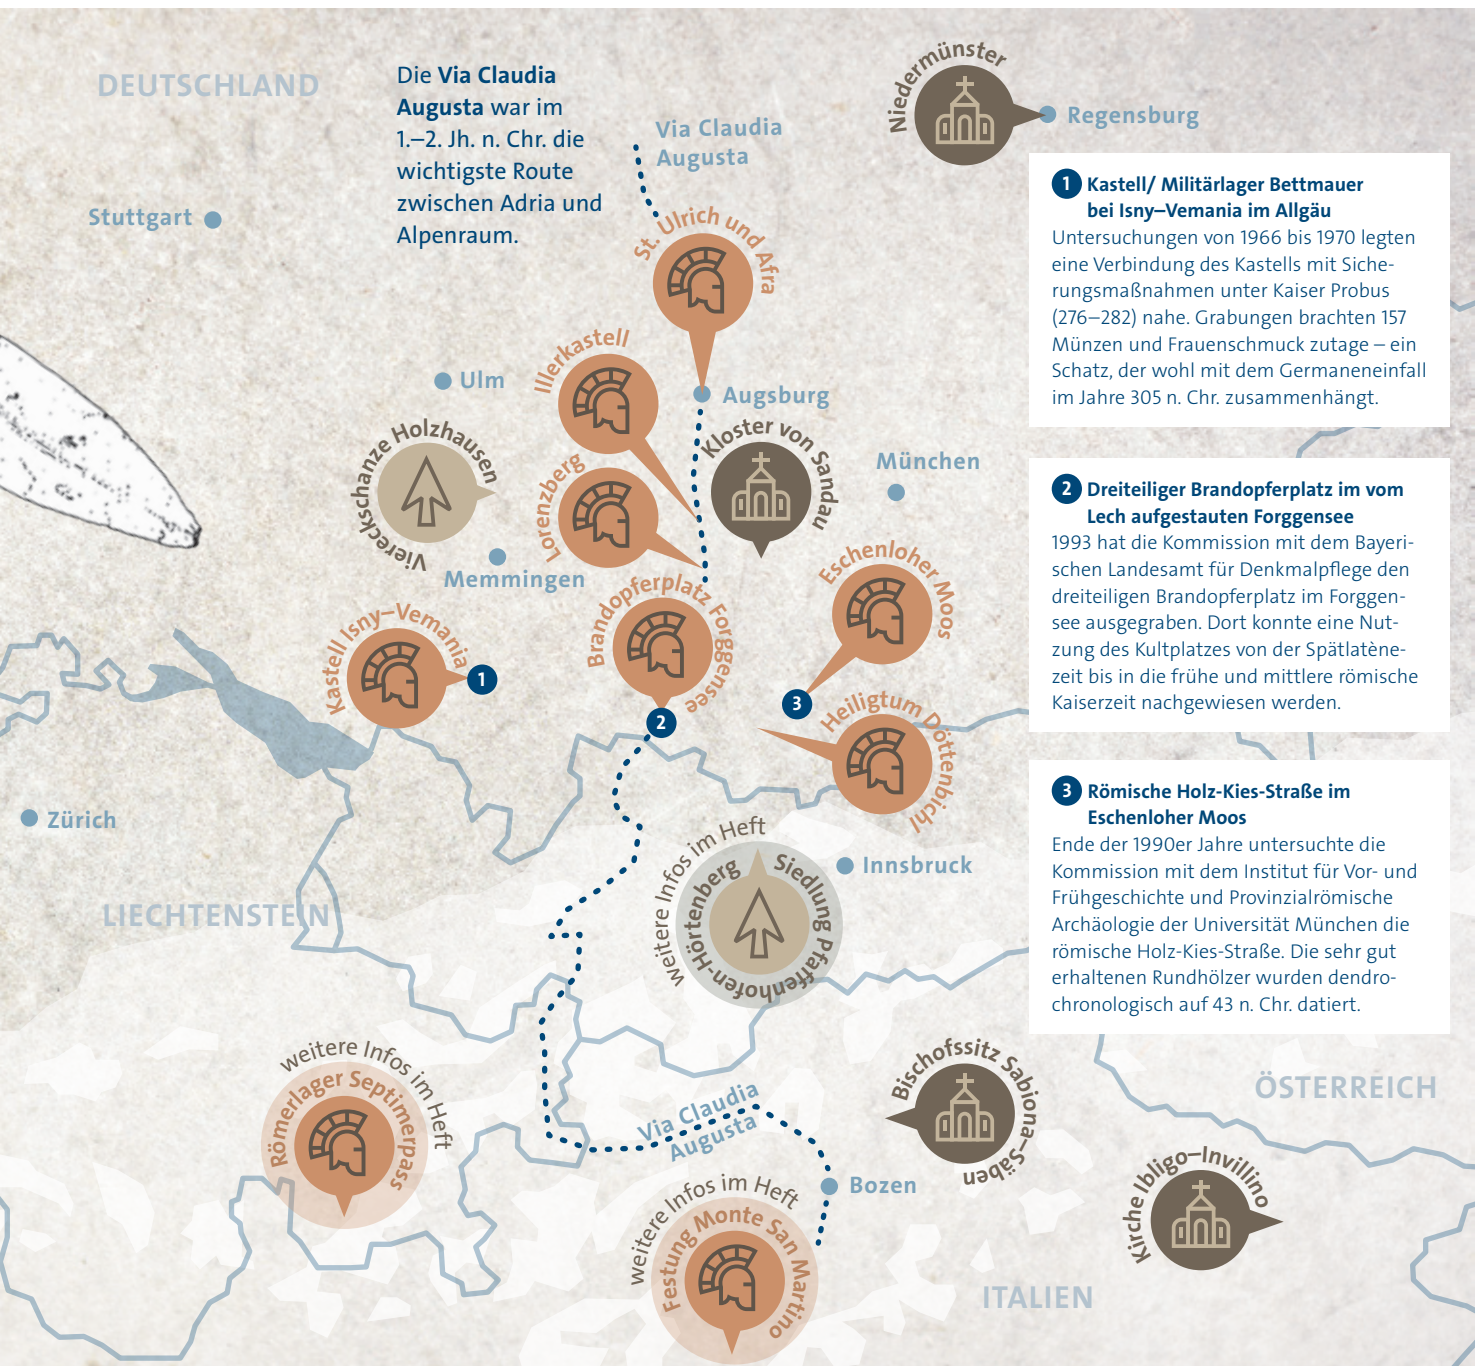 DEUTSCHLAND
Die Via Claudia
Augusta war im
1.–2. Jh. n. Chr. die
wichtigste Route
zwischen Adria und
Alpenraum.
Via Claudia
Augusta
Niedermünster
Regensburg
Stuttgart
St. Ulrich und Afra
Illerkastell
Ulm
Augsburg
Viereckschanze Holzhausen
Lorenzberg
Kloster von Sandau
München
Memmingen
Eschenloher Moos
Brandopferplatz Forggensee
Kastell Isny–Vemania
1
2
3
Heiligtum Döttenbichl
Zürich
weitere Infos im Heft
Siedlung Pfaffenhofen-Hörtenberg
Innsbruck
LIECHTENSTEIN
weitere Infos im Heft
Römerlager Septimerpass
Via Claudia
Augusta
Bischofssitz Sabiona–Säben
ÖSTERREICH
Bozen
weitere Infos im Heft
Festung Monte San Martino
Kirche Ibligo–Invillino
ITALIEN
1 Kastell/ Militärlager Bettmauer
bei Isny–Vemania im Allgäu
Untersuchungen von 1966 bis 1970 legten
eine Verbindung des Kastells mit Siche-
rungsmaßnahmen unter Kaiser Probus
(276–282) nahe. Grabungen brachten 157
Münzen und Frauenschmuck zutage – ein
Schatz, der wohl mit dem Germaneneinfall
im Jahre 305 n. Chr. zusammenhängt.
2 Dreiteiliger Brandopferplatz im vom
Lech aufgestauten Forggensee
1993 hat die Kommission mit dem Bayeri-
schen Landesamt für Denkmalpflege den
dreiteiligen Brandopferplatz im Forggen-
see ausgegraben. Dort konnte eine Nut-
zung des Kultplatzes von der Spätlatène-
zeit bis in die frühe und mittlere römische
Kaiserzeit nachgewiesen werden.
3 Römische Holz-Kies-Straße im
Eschenloher Moos
Ende der 1990er Jahre untersuchte die
Kommission mit dem Institut für Vor- und
Frühgeschichte und Provinzialrömische
Archäologie der Universität München die
römische Holz-Kies-Straße. Die sehr gut
erhaltenen Rundhölzer wurden dendro-
chronologisch auf 43 n. Chr. datiert.